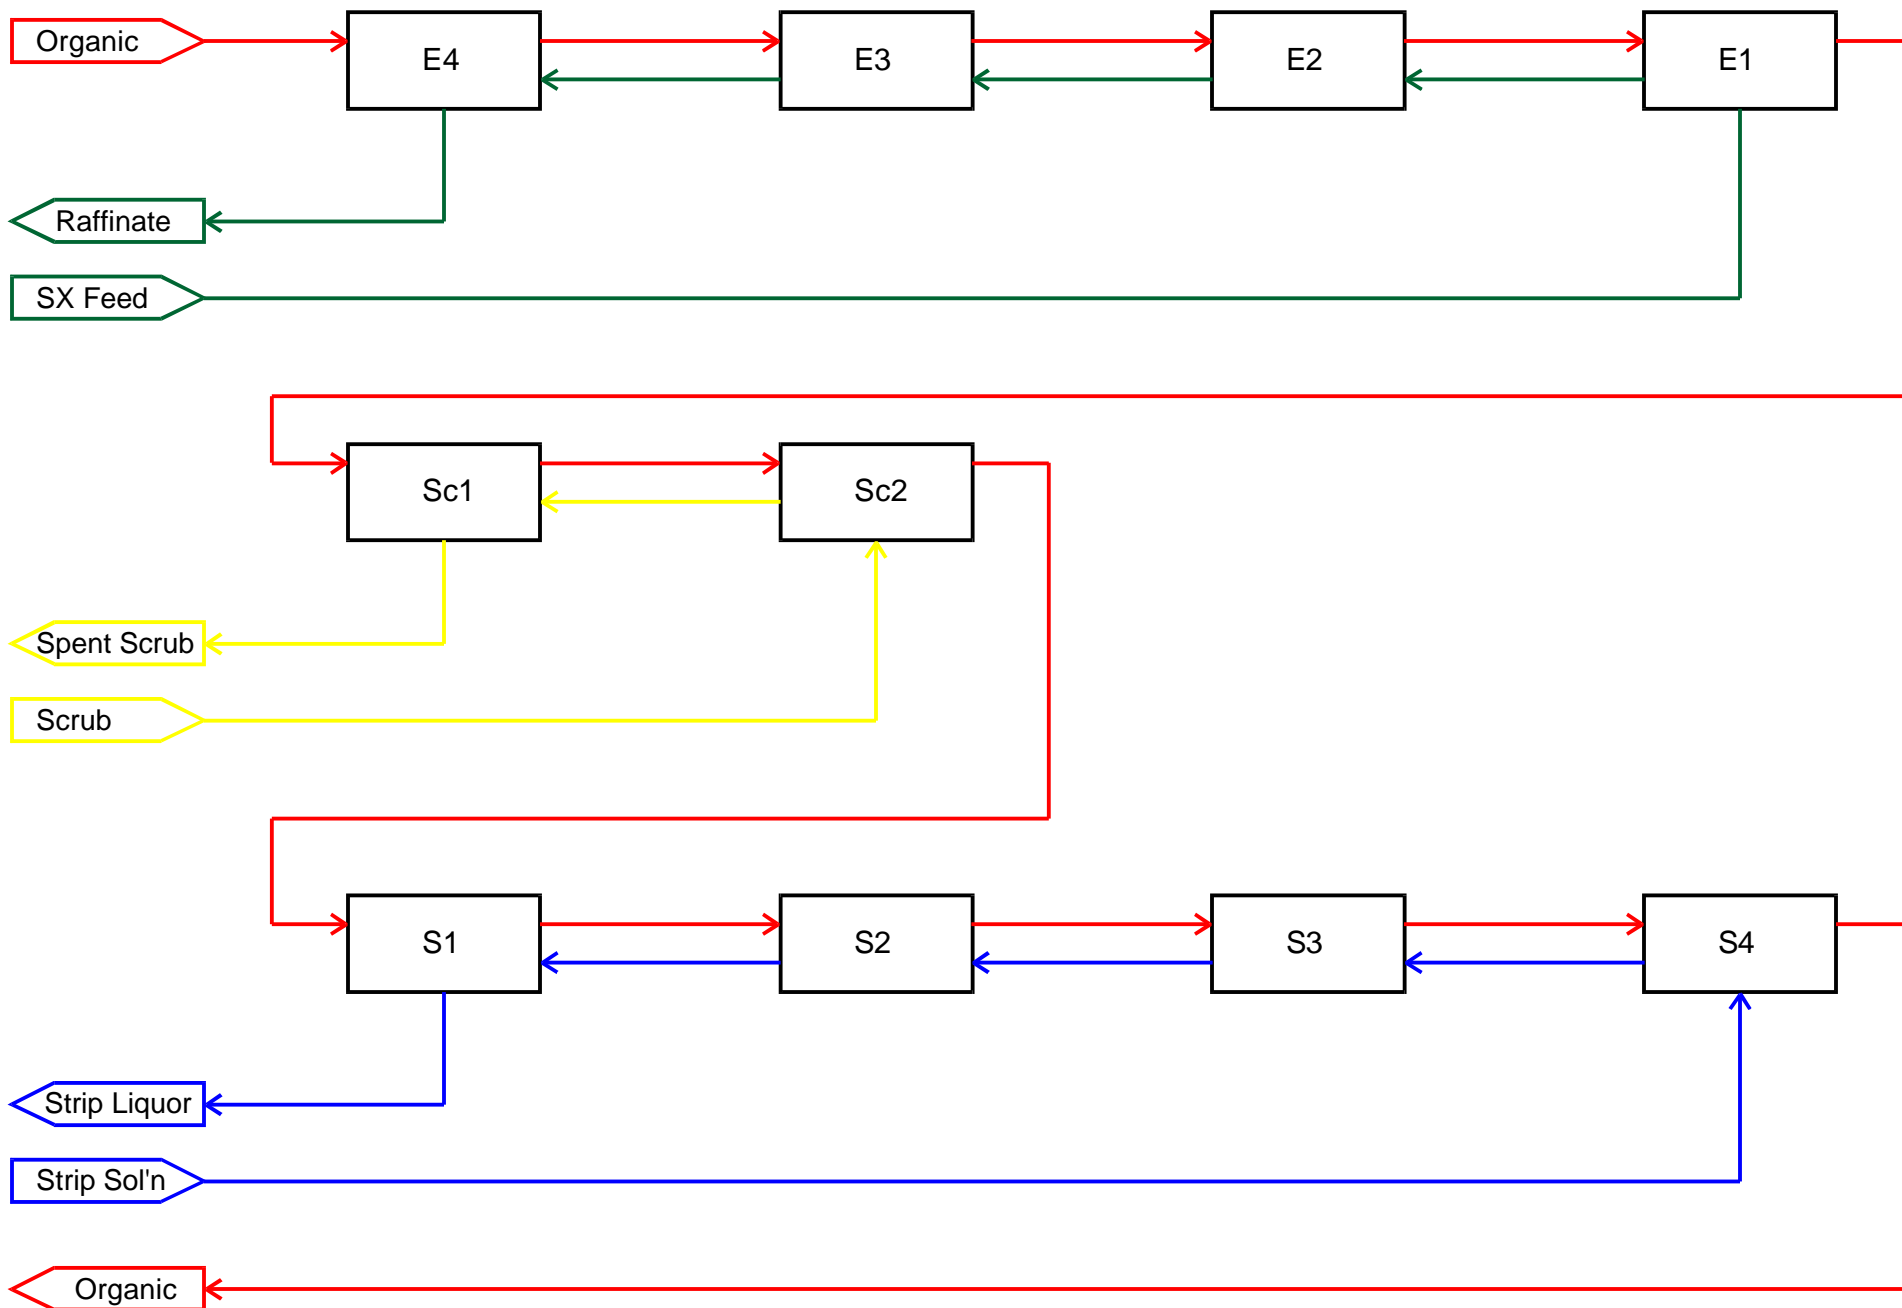 Organic
E4
E3
E2
E1
Raffinate
SX Feed
Sc1
Sc2
Spent Scrub
Scrub
S1
S2
S3
S4
Strip Liquor
Strip Sol'n
Organic